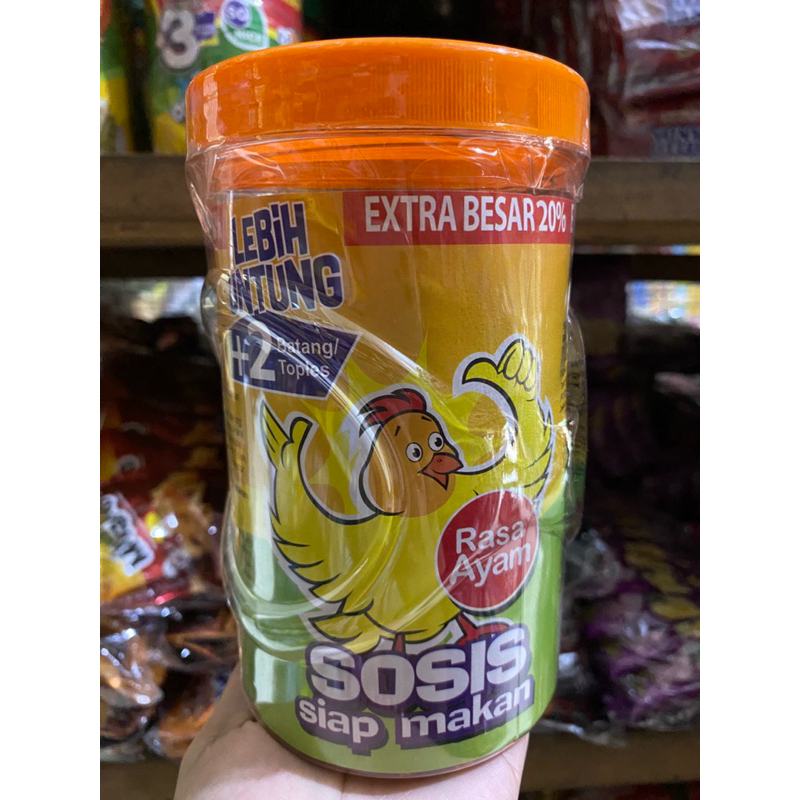 EXTRA BESAR 20%
LEBiH
UNTUNG
+2 Batang/
Toples
Rasa
Ayam
SOSIS
siap makan